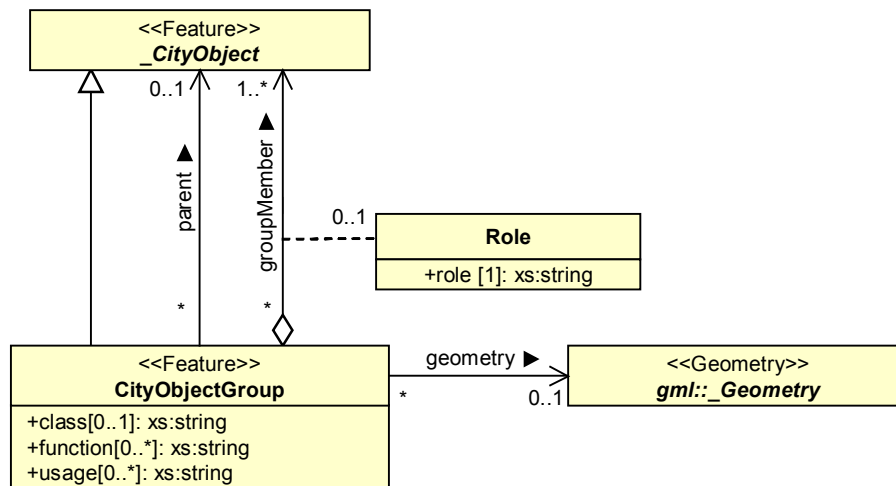 <<Feature>>
_CityObject
0..1
1..*
parent ▶
groupMember ▶
0..1
Role
+role [1]: xs:string
*
*
<<Feature>>
CityObjectGroup
+class[0..1]: xs:string
+function[0..*]: xs:string
+usage[0..*]: xs:string
geometry ▶
*
0..1
<<Geometry>>
gml::_Geometry